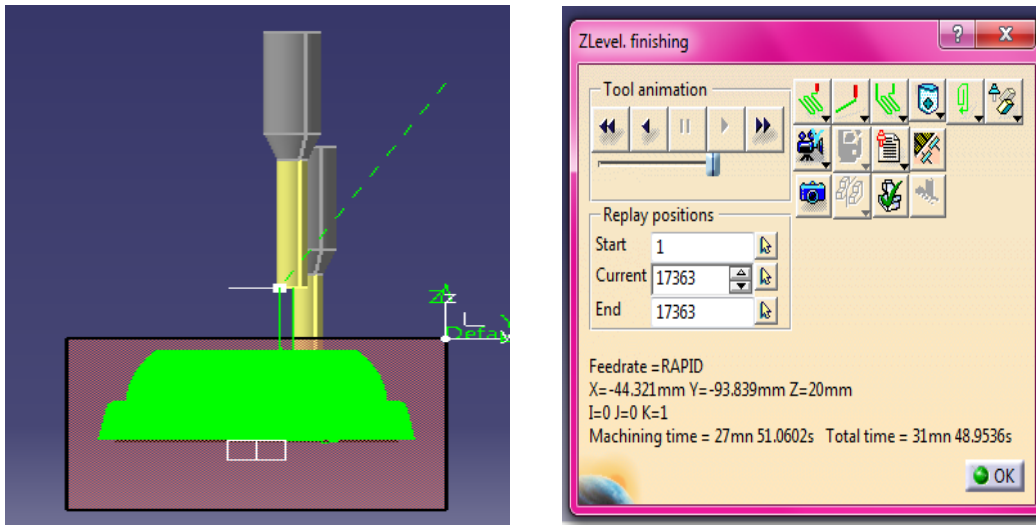 Z
Z
Y
Defau
ZLevel. finishing
Tool animation
Replay positions
Start 1
Current 17363
End 17363
Feedrate =RAPID
X=-44.321mm Y=-93.839mm Z=20mm
I=0 J=0 K=1
Machining time = 27mn 51.0602s Total time = 31mn 48.9536s
OK